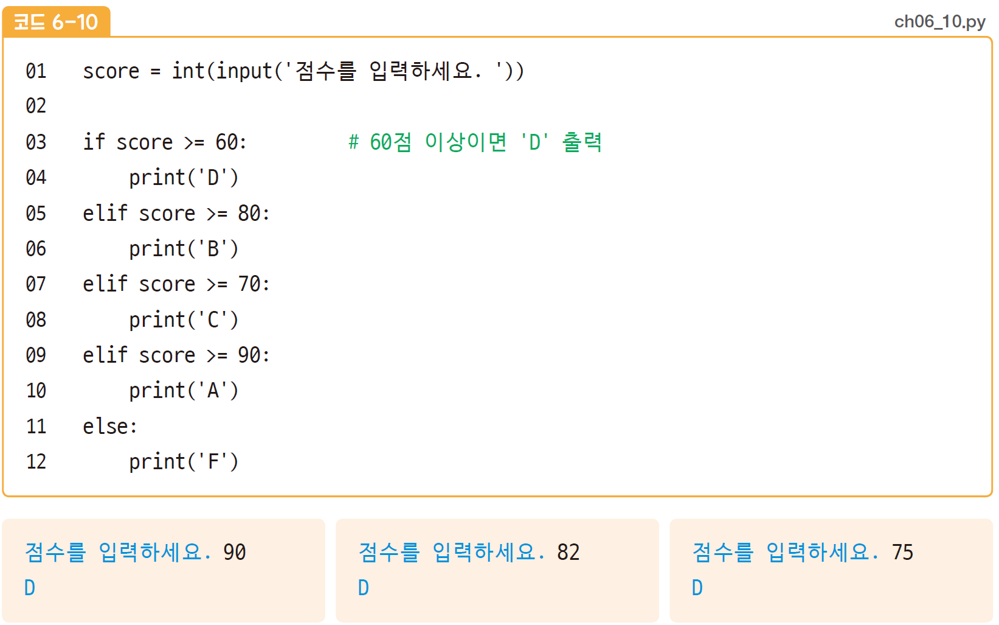 코드 6-10
ch06_10.py
01 score = int(input('점수를 입력하세요. '))
02
03 if score >= 60: # 60점 이상이면 'D' 출력
04     print('D')
05 elif score >= 80:
06     print('B')
07 elif score >= 70:
08     print('C')
09 elif score >= 90:
10     print('A')
11 else:
12     print('F')
점수를 입력하세요. 90
D
점수를 입력하세요. 82
D
점수를 입력하세요. 75
D